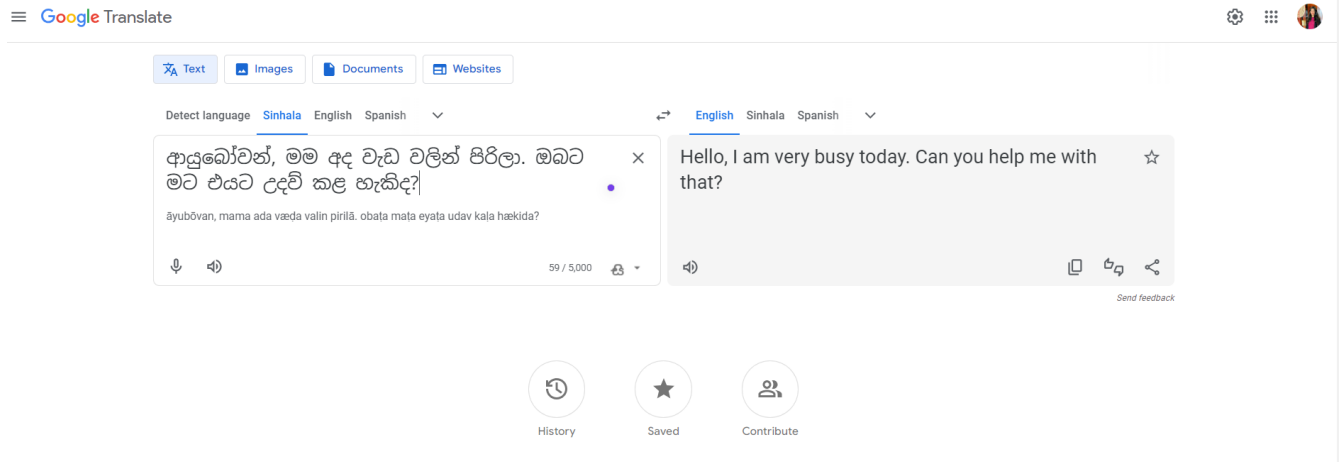 Google Translate
Text
Images
Documents
Websites
Detect language Sinhala English Spanish
English Sinhala Spanish
ආයුබෝවන්, මම අද වැඩ වලින් පිරිලා. ඔබට
මට එයට උදව් කළ හැකිද?
āyubōvan, mama ada væḍa valin pirilā. obaṭa maṭa eyaṭa udav kaḷa hækida?
59 / 5,000
Hello, I am very busy today. Can you help me with
that?
Send feedback
History
Saved
Contribute